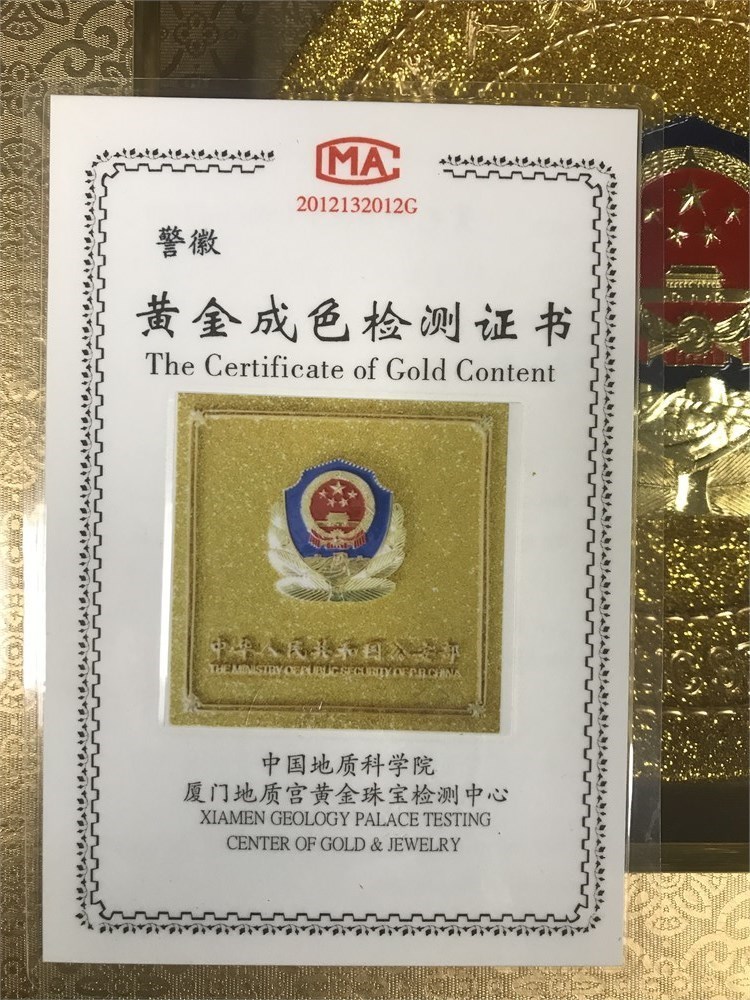 CMA
2012132012G
警徽
黄金成色检测证书
The Certificate of Gold Content
中华人民共和国公安部
THE MINISTRY OF PUBLIC SECURITY OF P.R.CHINA
中国地质科学院
厦门地质宫黄金珠宝检测中心
XIAMEN GEOLOGY PALACE TESTING
CENTER OF GOLD & JEWELRY